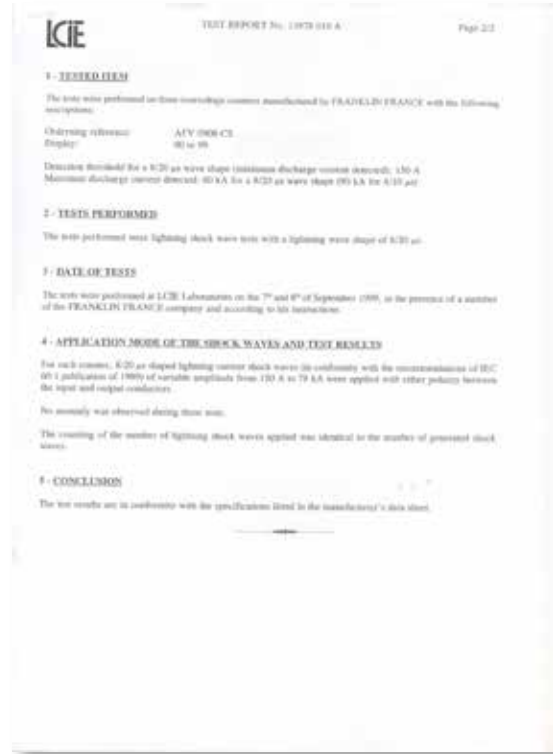 LCIE
TEST REPORT No. 
Page 2/2
1 - TESTED ITEM
The tests were performed on three overvoltage counters manufactured by FRANKLIN FRANCE with the following
inscriptions:
Ordering reference: AFV 0906 CF
Display: 00 to 99
Detection threshold for a 8/20 µs wave shape (minimum discharge current detected): 150 A
Maximum discharge current detected: 60 kA for a 8/20 µs wave shape (90 kA for 4/10 µs)
2 - TESTS PERFORMED
The tests performed were lightning shock wave tests with a lightning wave shape of 8/20 µs.
3 - DATE OF TESTS
The tests were performed at LCIE Laboratories on the 7th and 8th of September 1999, in the presence of a member
of the FRANKLIN FRANCE company and according to his instructions.
4 - APPLICATION MODE OF THE SHOCK WAVES AND TEST RESULTS
For each counter, 8/20 µs shaped lightning current shock waves (in conformity with the recommendations of IEC
60-1 publication of 1989) of variable amplitude from 150 A to 70 kA were applied with either polarity between
the input and output conductors.
No anomaly was observed during these tests.
The counting of the number of lightning shock waves applied was identical to the number of generated shock
waves.
5 - CONCLUSION
The test results are in conformity with the specifications listed in the manufacturer's data sheet.